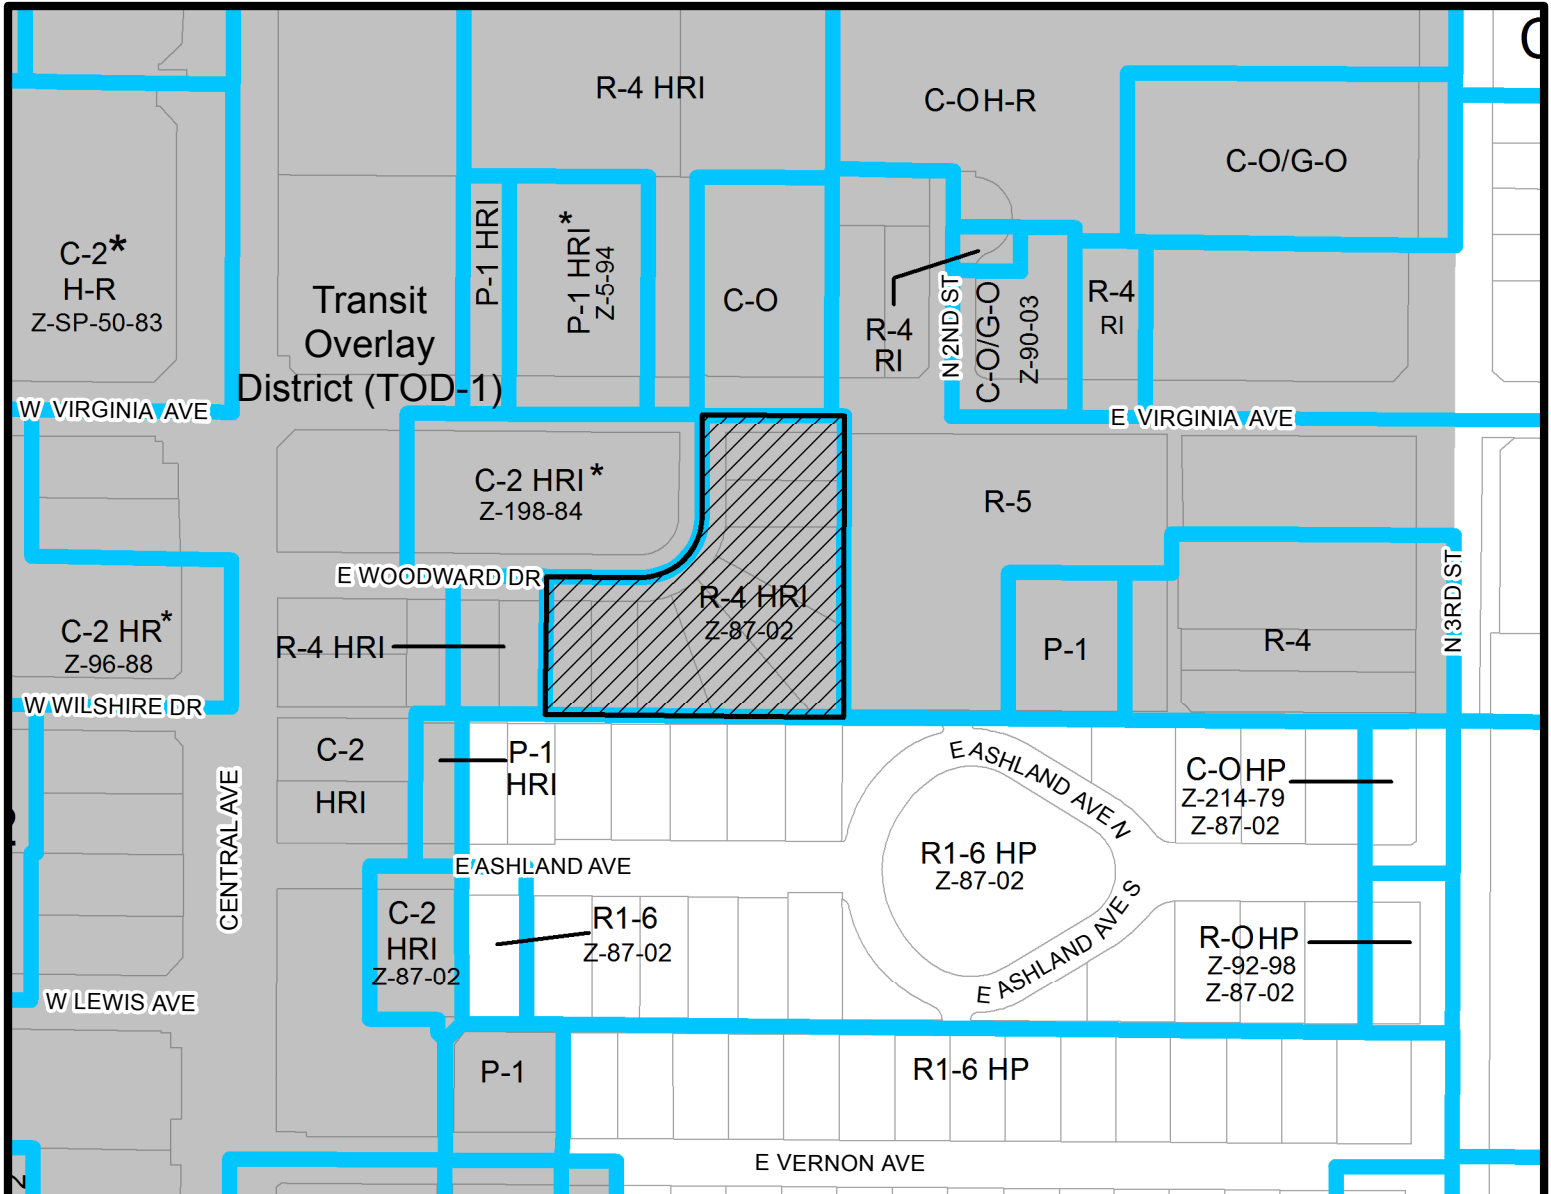 R-4 HRI
C-OH-R
C-O/G-O
C-2*
H-R
Z-SP-50-83
Transit
Overlay
District (TOD-1)
P-1 HRI
P-1 HRI*
Z-5-94
C-O
R-4
RI
N 2ND ST
C-O/G-O
Z-90-03
R-4
RI
W VIRGINIA AVE
E VIRGINIA AVE
C-2 HRI*
Z-198-84
R-5
E WOODWARD DR
R-4 HRI
Z-87-02
N 3RD ST
C-2 HR*
Z-96-88
R-4 HRI
P-1
R-4
W WILSHIRE DR
C-2
HRI
P-1
HRI
E ASHLAND AVE N
C-OHP
Z-214-79
Z-87-02
CENTRAL AVE
E ASHLAND AVE
R1-6 HP
Z-87-02
C-2
HRI
Z-87-02
R1-6
Z-87-02
E ASHLAND AVE S
R-OHP
Z-92-98
Z-87-02
W LEWIS AVE
P-1
R1-6 HP
E VERNON AVE